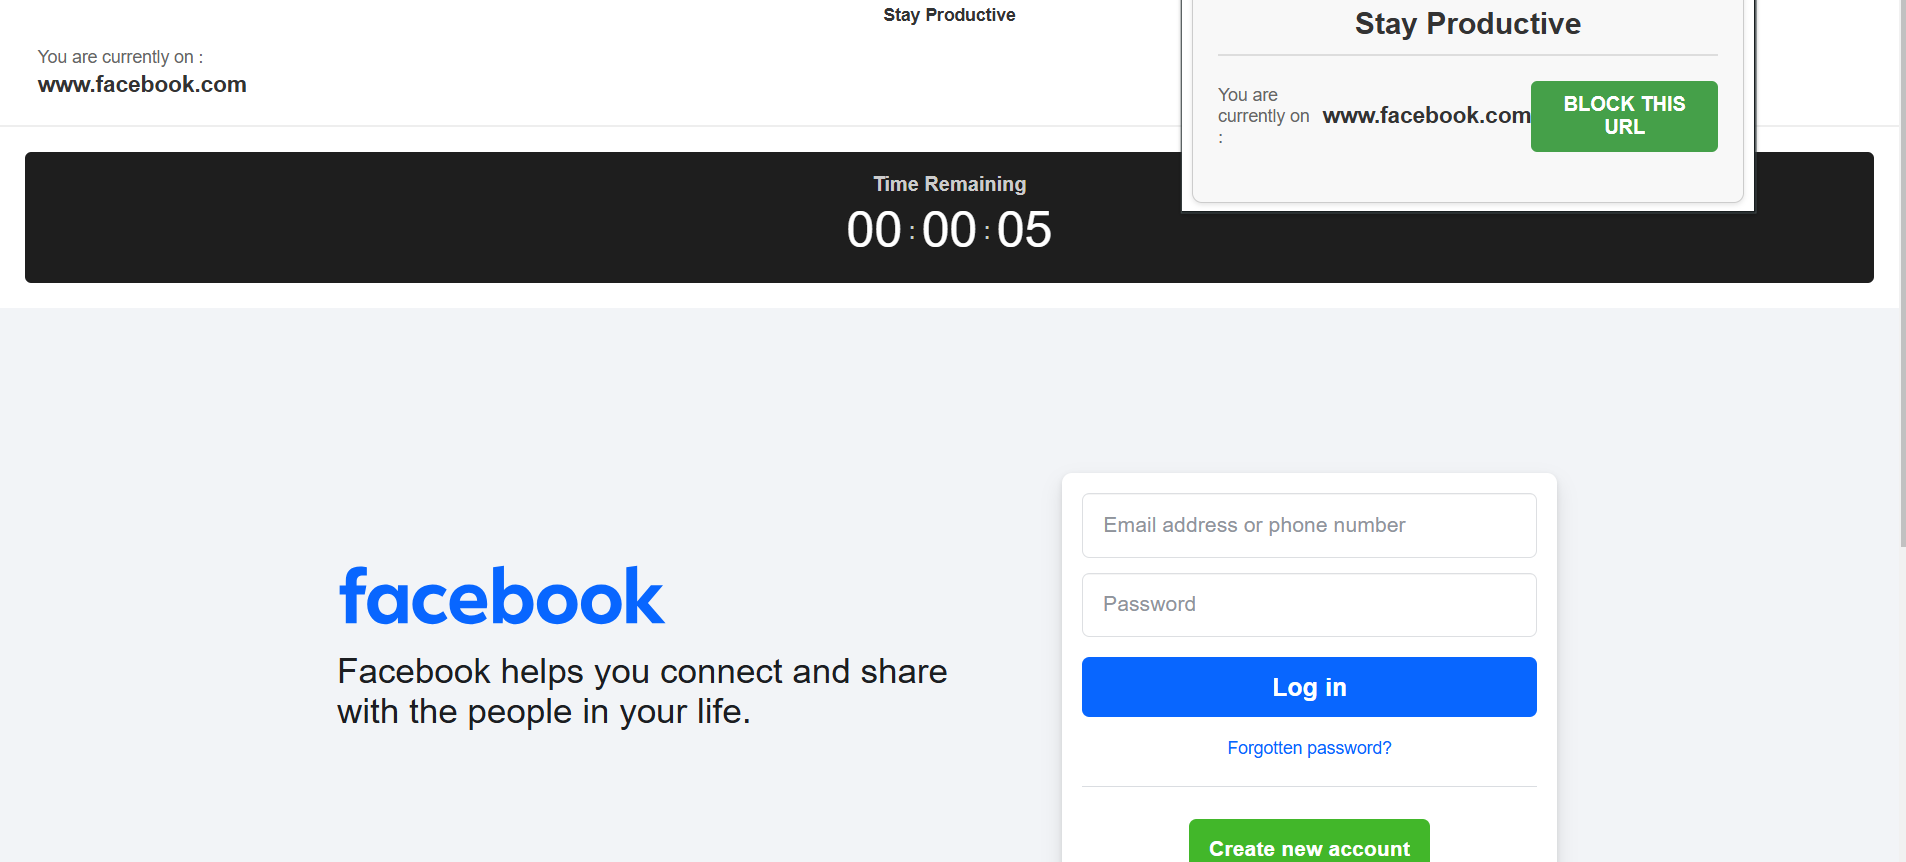 Stay Productive
You are currently on :
www.facebook.com
Stay Productive
You are
currently on
:
www.facebook.com
BLOCK THIS
URL
Time Remaining
00 : 00 : 05
facebook
Facebook helps you connect and share
with the people in your life.
Email address or phone number
Password
Log in
Forgotten password?
Create new account